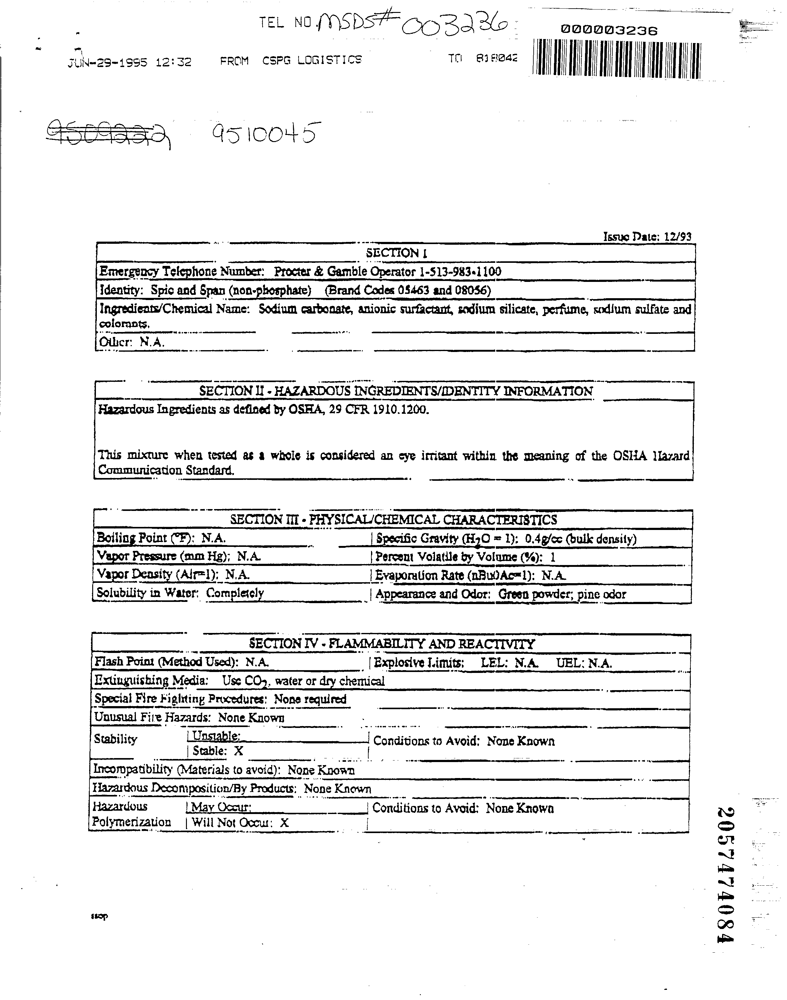 TEL NO. MSDS# 003236
000003236
JUN-29-1995 12:32 FROM CSPG LOGISTICS TO
9509222 9510045
Issue Date: 12/93
SECTION I
Emergency Telephone Number: Procter & Gamble Operator 1-513-983-1100
Identity: Spic and Span (non-phosphate) (Brand Codes 05463 and 08056)
Ingredients/Chemical Name: Sodium carbonate, anionic surfactant, sodium silicate, perfume, sodium sulfate and
colorants.
Other: N.A.
SECTION II - HAZARDOUS INGREDIENTS/IDENTITY INFORMATION
Hazardous Ingredients as defined by OSHA, 29 CFR 1910.1200.
This mixture when tested as a whole is considered an eye irritant within the meaning of the OSHA Hazard
Communication Standard.
SECTION III - PHYSICAL/CHEMICAL CHARACTERISTICS
Boiling Point (°F): N.A. Specific Gravity (H2O = 1): 0.4g/cc (bulk density)
Vapor Pressure (mm Hg): N.A. Percent Volatile by Volume (%): 1
Vapor Density (Air=1): N.A. Evaporation Rate (nBuOAc=1): N.A.
Solubility in Water: Completely Appearance and Odor: Green powder; pine odor
SECTION IV - FLAMMABILITY AND REACTIVITY
Flash Point (Method Used): N.A. Explosive Limits: LEL: N.A. UEL: N.A.
Extinguishing Media: Use CO2, water or dry chemical
Special Fire Fighting Procedures: None required
Unusual Fire Hazards: None Known
Stability Unstable: Conditions to Avoid: None Known
Stable: X
Incompatibility (Materials to avoid): None Known
Hazardous Decomposition/By Products: None Known
Hazardous May Occur: Conditions to Avoid: None Known
Polymerization Will Not Occur: X
2057474084